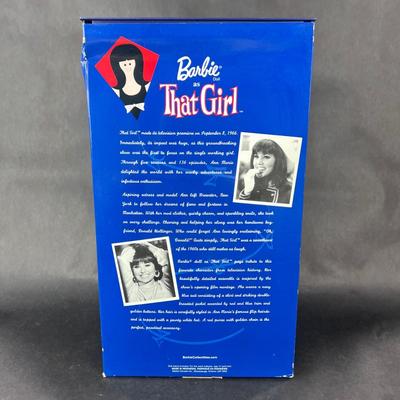 Barbie
Doll
as
That Girl™
That Girl™ made its television premiere on September 8, 1966.
Immediately, its impact was huge, as this groundbreaking
show was the first to focus on the single working girl.
Through five seasons and 136 episodes, Ann Marie
delighted the world with her wacky adventures and
infectious enthusiasm.
Aspiring actress and model Ann left Brewster, New
York to follow her dreams of fame and fortune in
Manhattan. With her mod clothes, quirky charm, and sparkling smile, she took
on every challenge. Charming and helping her along was her handsome boy-
friend, Donald Hollinger. Who could forget Ann lovingly exclaiming, "Oh,
Donald!" Quite simply, That Girl™ was a sweetheart
of the 1960s who still makes us laugh.
Barbie® doll as That Girl™ pays tribute to this
favorite character from television history. Her
beautifully detailed ensemble is inspired by the
show's opening film montage. She wears a navy
blue suit consisting of a skirt and striking double-
breasted jacket accented by red and blue trim and
golden buttons. Her hair is carefully styled in Ann Marie's famous flip hairdo
and is topped with a jaunty white hat. A red purse with golden chain is the
perfect, practical accessory.
BarbieCollectibles.com